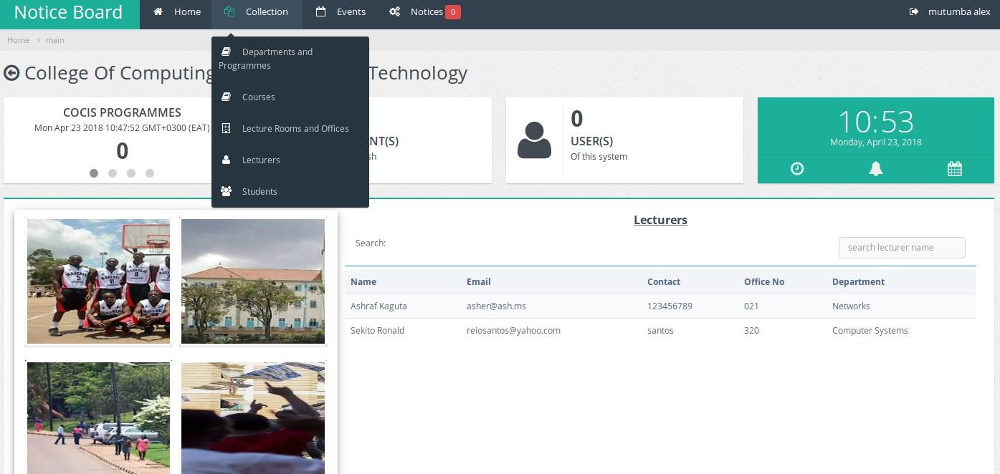 Notice Board
Home
Collection
Events
Notices 0
mutumba alex
Home > main
Departments and
Programmes
Courses
Lecture Rooms and Offices
Lecturers
Students
College Of Computing
Technology
COCIS PROGRAMMES
Mon Apr 23 2018 10:47:52 GMT+0300 (EAT)
0
NT(S)
sh
0
USER(S)
Of this system
10:53
Monday, April 23, 2018
Lecturers
Search:
search lecturer name
Name Email Contact Office No Department
Ashraf Kaguta asher@ash.ms 123456789 021 Networks
Sekito Ronald reiosantos@yahoo.com santos 320 Computer Systems
MAKERERE
5
11
8